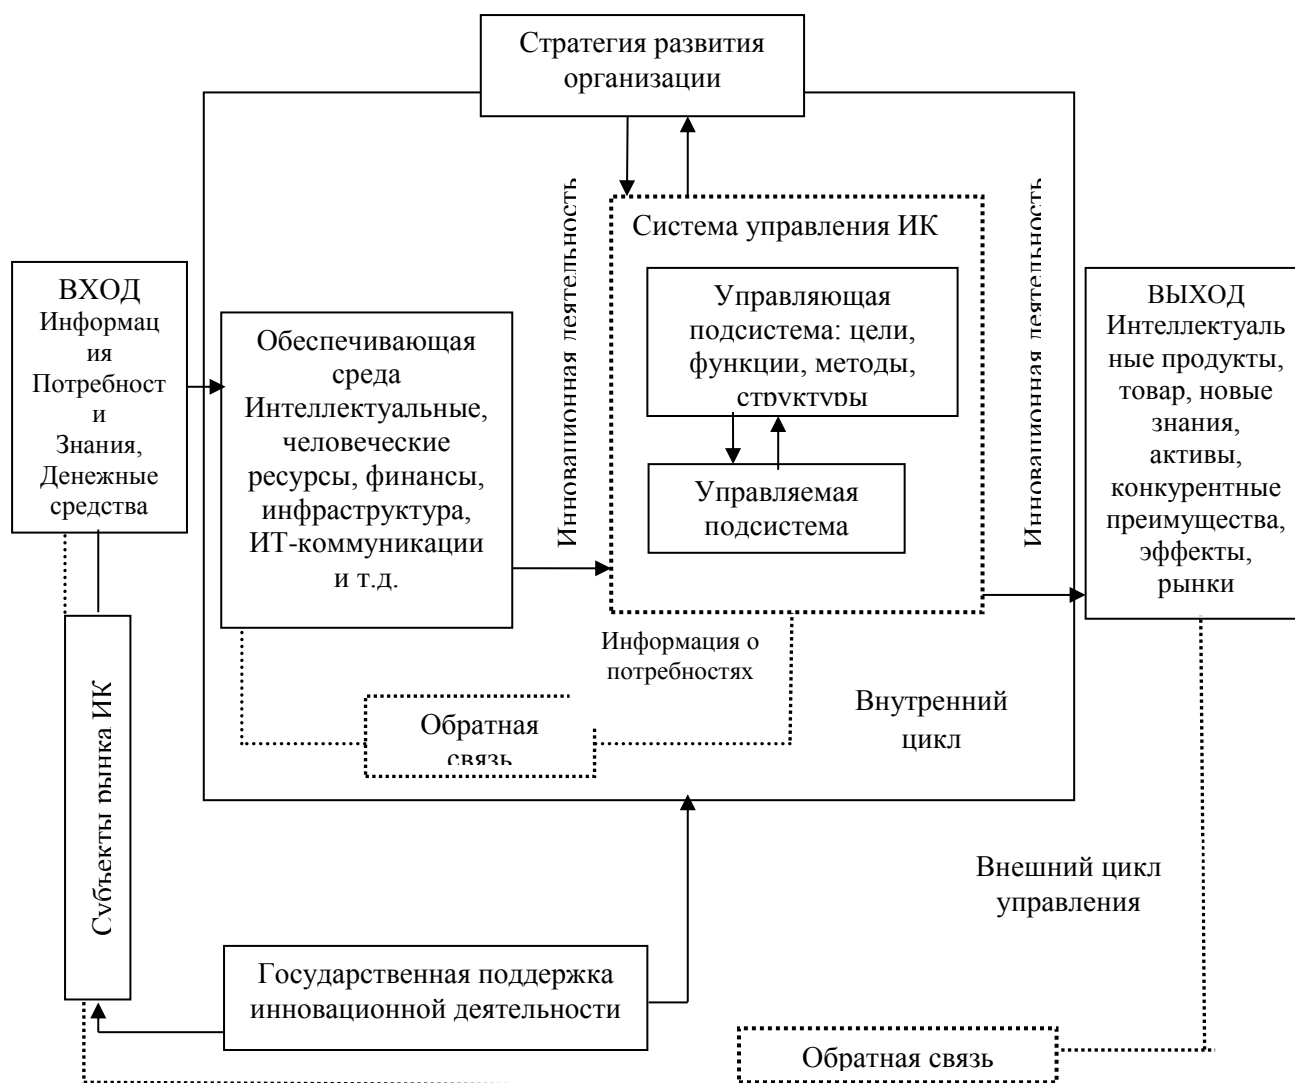 Стратегия развития
организации
Инновационная деятельность
Инновационная деятельность
Система управления ИК
ВХОД
Информац
ия
Потребност
и
Знания,
Денежные
средства
Управляющая
подсистема: цели,
функции, методы,
структуры
ВЫХОД
Интеллектуаль
ные продукты,
товар, новые
знания,
активы,
конкурентные
преимущества,
эффекты,
рынки
Обеспечивающая
среда
Интеллектуальные,
человеческие
ресурсы, финансы,
инфраструктура,
ИТ-коммуникации
и т.д.
Управляемая
подсистема
Информация о
потребностях
Субъекты рынка ИК
Обратная
связь
Внутренний
цикл
Внешний цикл
управления
Государственная поддержка
инновационной деятельности
Обратная связь